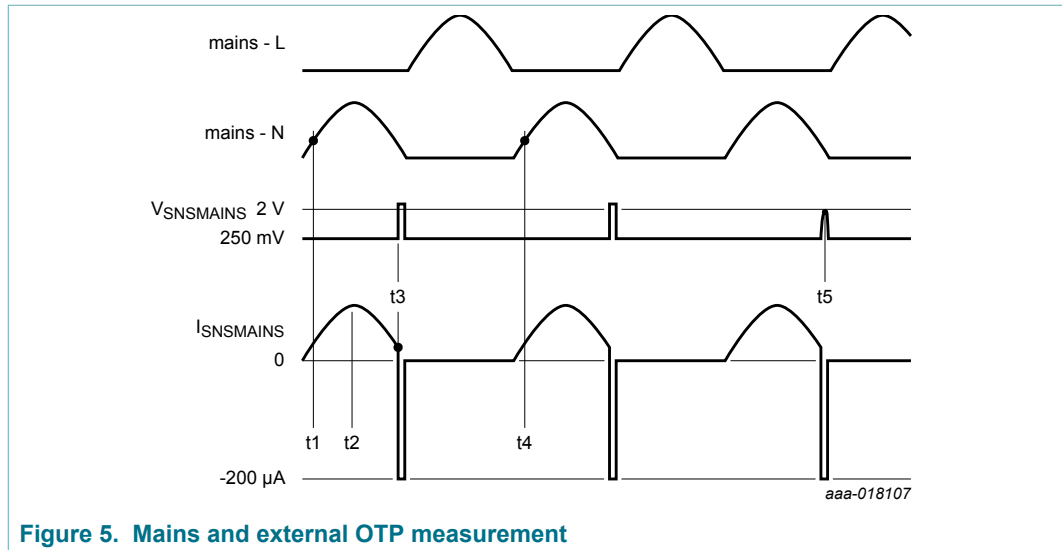 mains - L
mains - N
VSNSMAINS 2 V
250 mV
t3
t5
ISNSMAINS
0
t1
t2
t4
-200 µA
aaa-018107
Figure 5. Mains and external OTP measurement